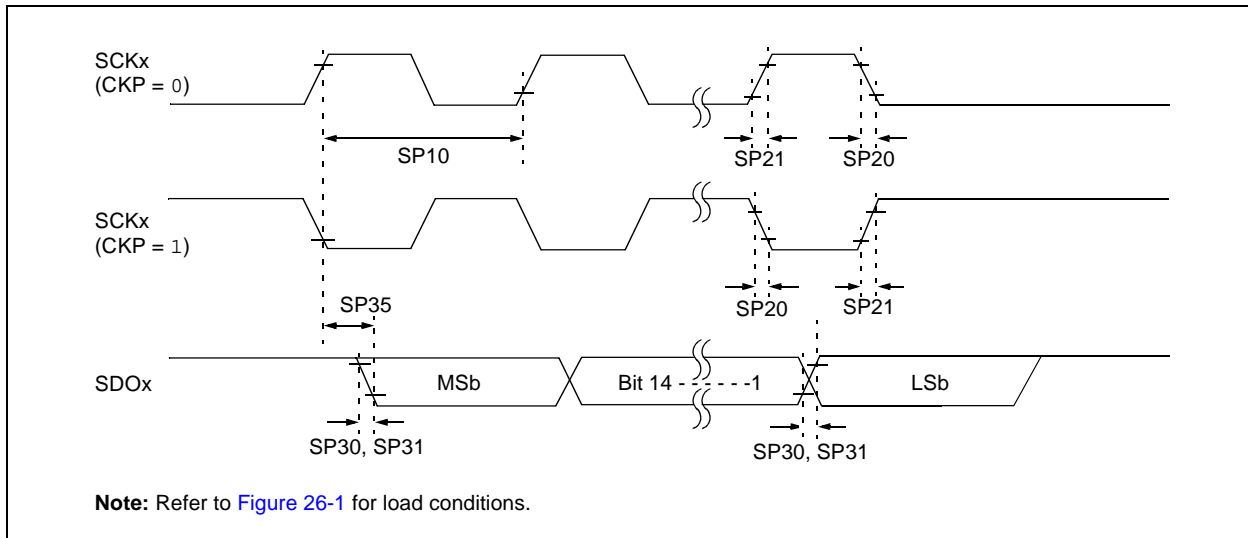 SCKx
(CKP = 0)
SP10
SP21
SP20
SCKx
(CKP = 1)
SP35
SP20
SP21
SDOx
MSb
Bit 14 - - - - - -1
LSb
SP30, SP31
SP30, SP31
Note: Refer to Figure 26-1 for load conditions.